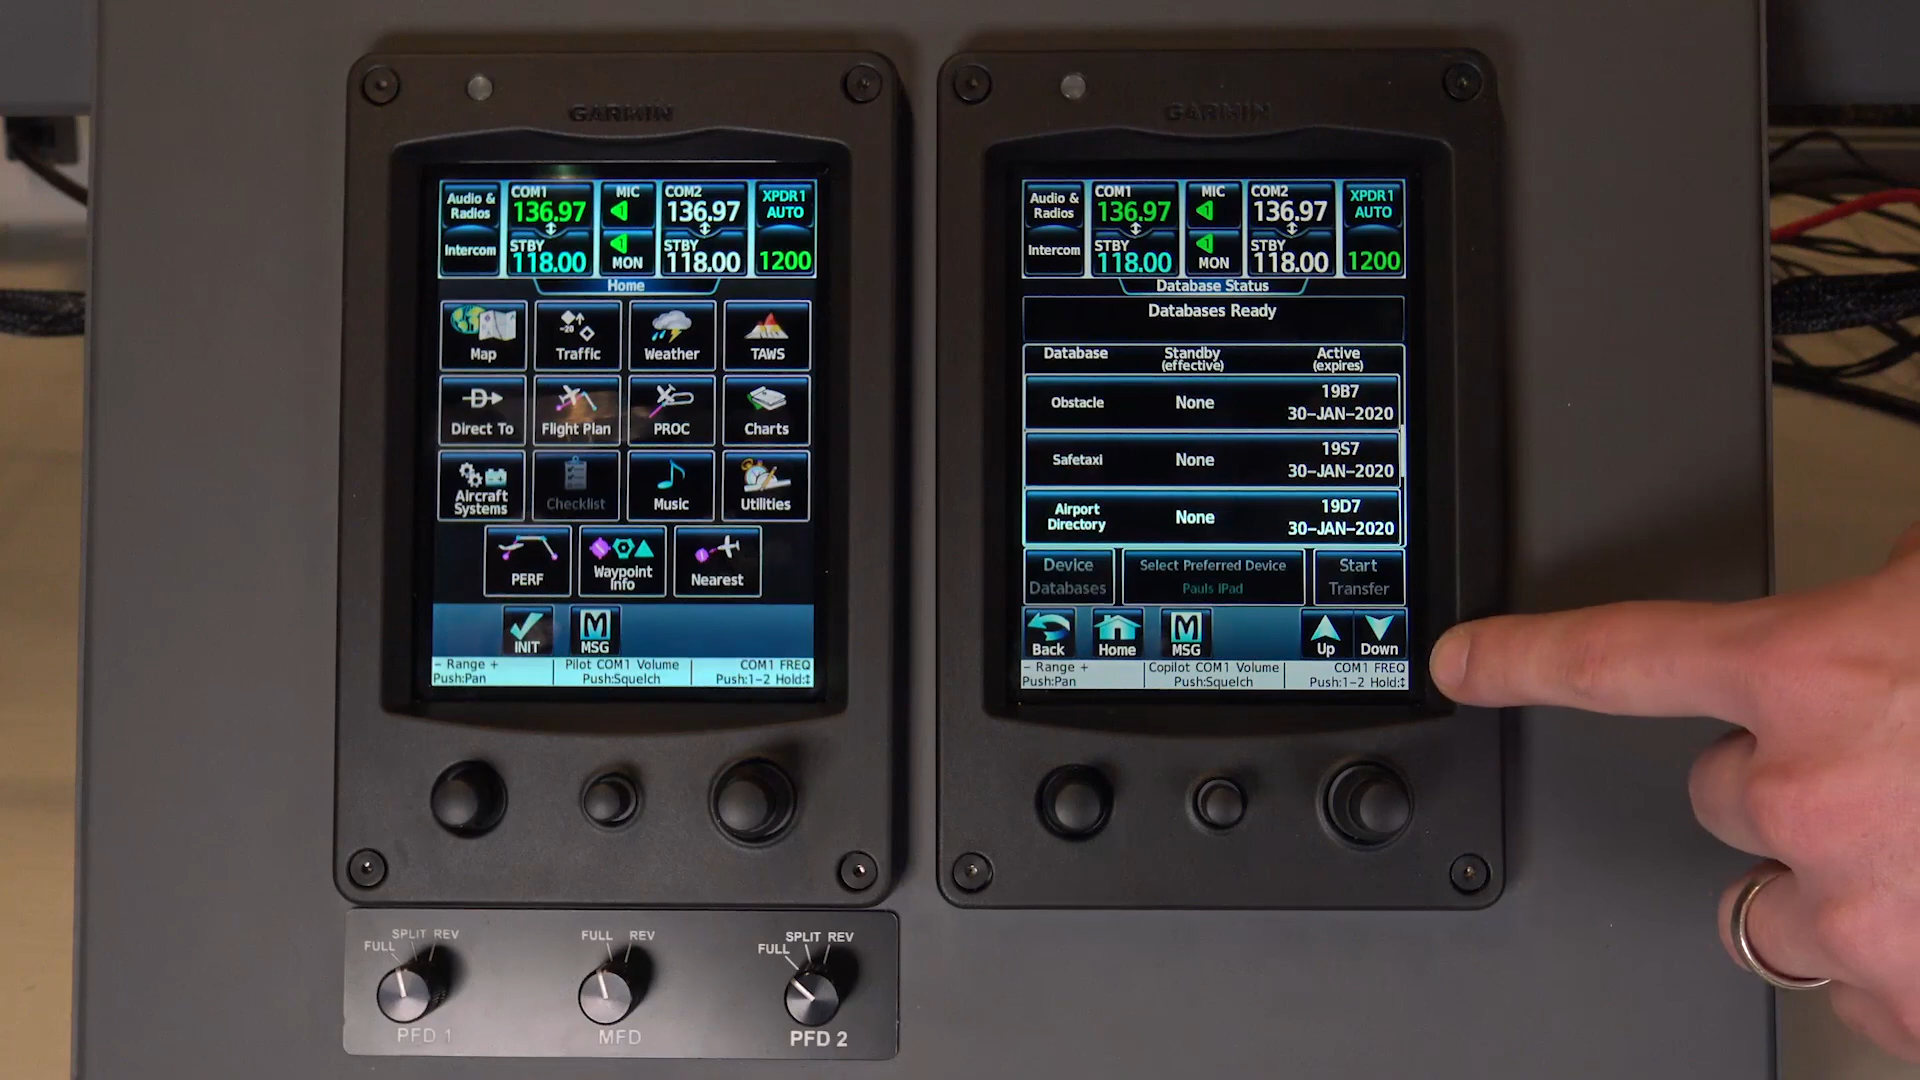 GARMIN
Audio & Radios
COM1
136.97
MIC
COM2
136.97
XPDR1
AUTO
Intercom
STBY
118.00
1
MON
STBY
118.00
1200
Home
Map
Traffic
Weather
TAWS
Direct To
Flight Plan
PROC
Charts
Aircraft Systems
Checklist
Music
Utilities
PERF
Waypoint Info
Nearest
INIT
MSG
− Range +
Pilot COM1 Volume
COM1 FREQ
Push:Pan
Push:Squelch
Push:1−2 Hold:↕
GARMIN
Audio & Radios
COM1
136.97
MIC
COM2
136.97
XPDR1
AUTO
Intercom
STBY
118.00
1
MON
STBY
118.00
1200
Database Status
Databases Ready
Database
Standby (effective)
Active (expires)
Obstacle
None
19B7
30−JAN−2020
Safetaxi
None
19S7
30−JAN−2020
Airport Directory
None
19D7
30−JAN−2020
Device Databases
Select Preferred Device
Pauls iPad
Start Transfer
Back
Home
MSG
Up
Down
− Range +
Copilot COM1 Volume
COM1 FREQ
Push:Pan
Push:Squelch
Push:1−2 Hold:↕
FULL
SPLIT
REV
PFD 1
FULL
REV
MFD
FULL
SPLIT
REV
PFD 2